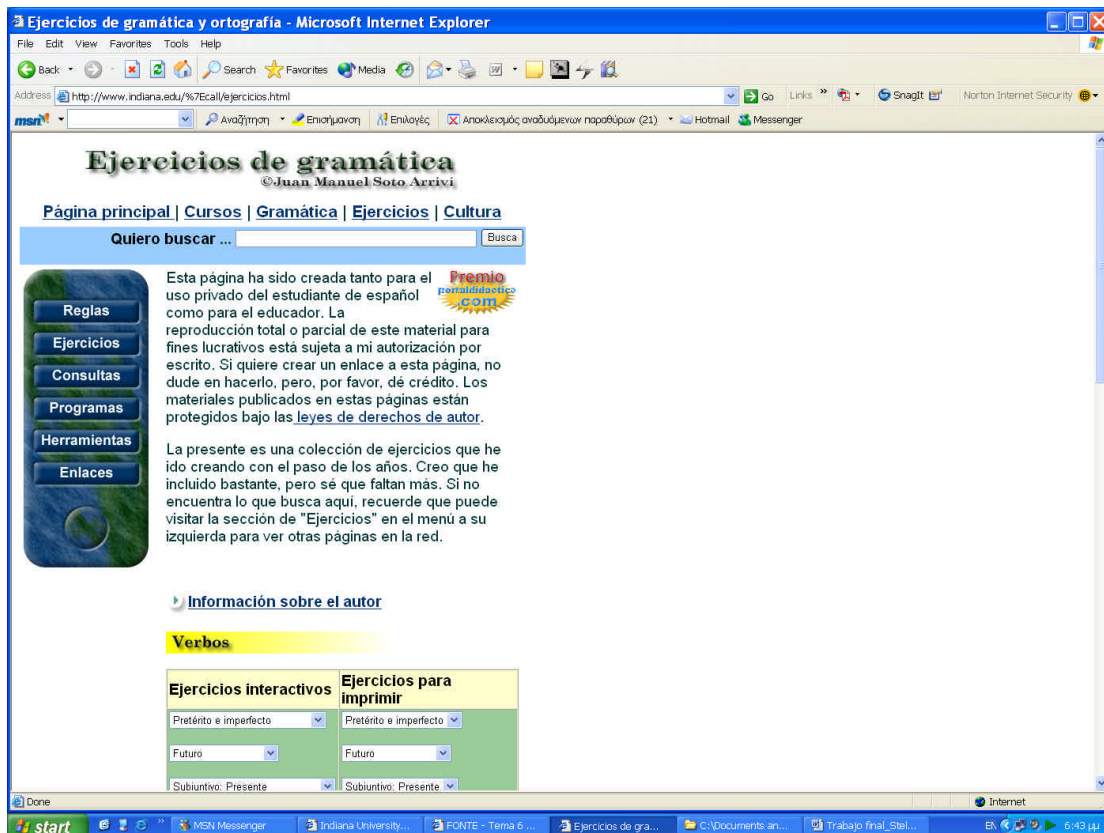 Ejercicios de gramática y ortografía - Microsoft Internet Explorer
File Edit View Favorites Tools Help
Back Search Favorites Media
Address http://www.indiana.edu/%7Ecall/ejercicios.html Go Links » SnagIt Norton Internet Security
msn Αναζήτηση Επισήμανση Επιλογές Αποκλεισμός αναδυόμενων παραθύρων (21) Hotmail Messenger
Ejercicios de gramática
©Juan Manuel Soto Arriví
Página principal | Cursos | Gramática | Ejercicios | Cultura
Quiero buscar ... Busca
Reglas
Ejercicios
Consultas
Programas
Herramientas
Enlaces
Premio
portaldidactico
.com
Esta página ha sido creada tanto para el
uso privado del estudiante de español
como para el educador. La
reproducción total o parcial de este material para
fines lucrativos está sujeta a mi autorización por
escrito. Si quiere crear un enlace a esta página, no
dude en hacerlo, pero, por favor, dé crédito. Los
materiales publicados en estas páginas están
protegidos bajo las leyes de derechos de autor.
La presente es una colección de ejercicios que he
ido creando con el paso de los años. Creo que he
incluido bastante, pero sé que faltan más. Si no
encuentra lo que busca aquí, recuerde que puede
visitar la sección de "Ejercicios" en el menú a su
izquierda para ver otras páginas en la red.
Información sobre el autor
Verbos
Ejercicios interactivos Ejercicios para
imprimir
Pretérito e imperfecto Pretérito e imperfecto
Futuro Futuro
Subjuntivo: Presente Subjuntivo: Presente
Done Internet
start » MSN Messenger Indiana University... FONTE - Tema 6 ... Ejercicios de gra... C:\Documents an... Trabajo final_Stel... EN 6:43 μμ